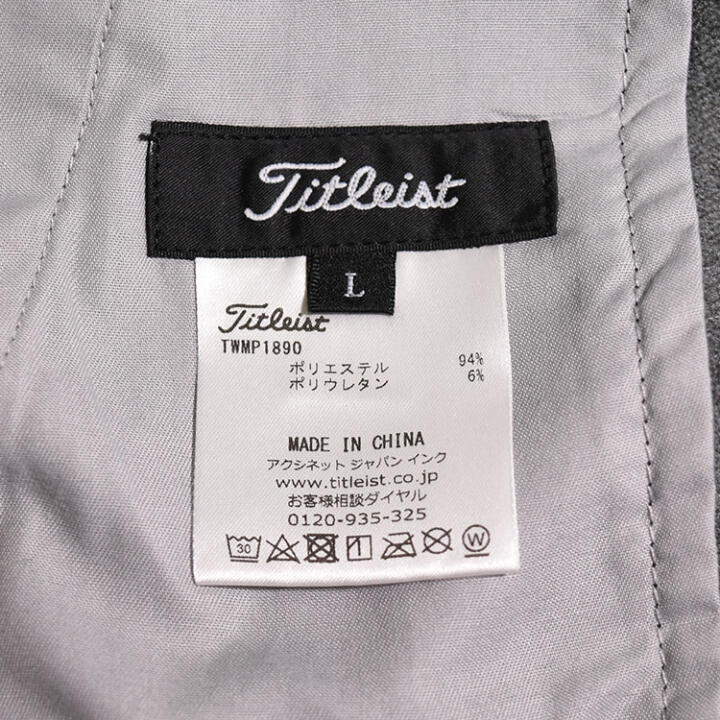 Titleist
L
Titleist
TWMP1890
ポリエステル 94%
ポリウレタン 6%
MADE IN CHINA
アクシネット ジャパン インク
www.titleist.co.jp
お客様相談ダイヤル
0120-935-325
30 W